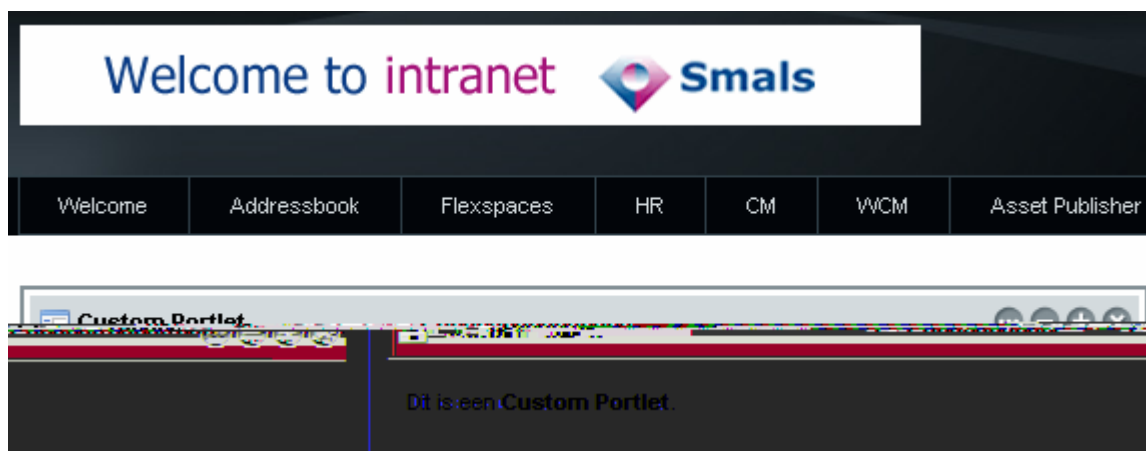 Welcome to intranet Smals
Welcome Addressbook Flexspaces HR CM WCM Asset Publisher
Custom Portlet
Dit is een Custom Portlet.